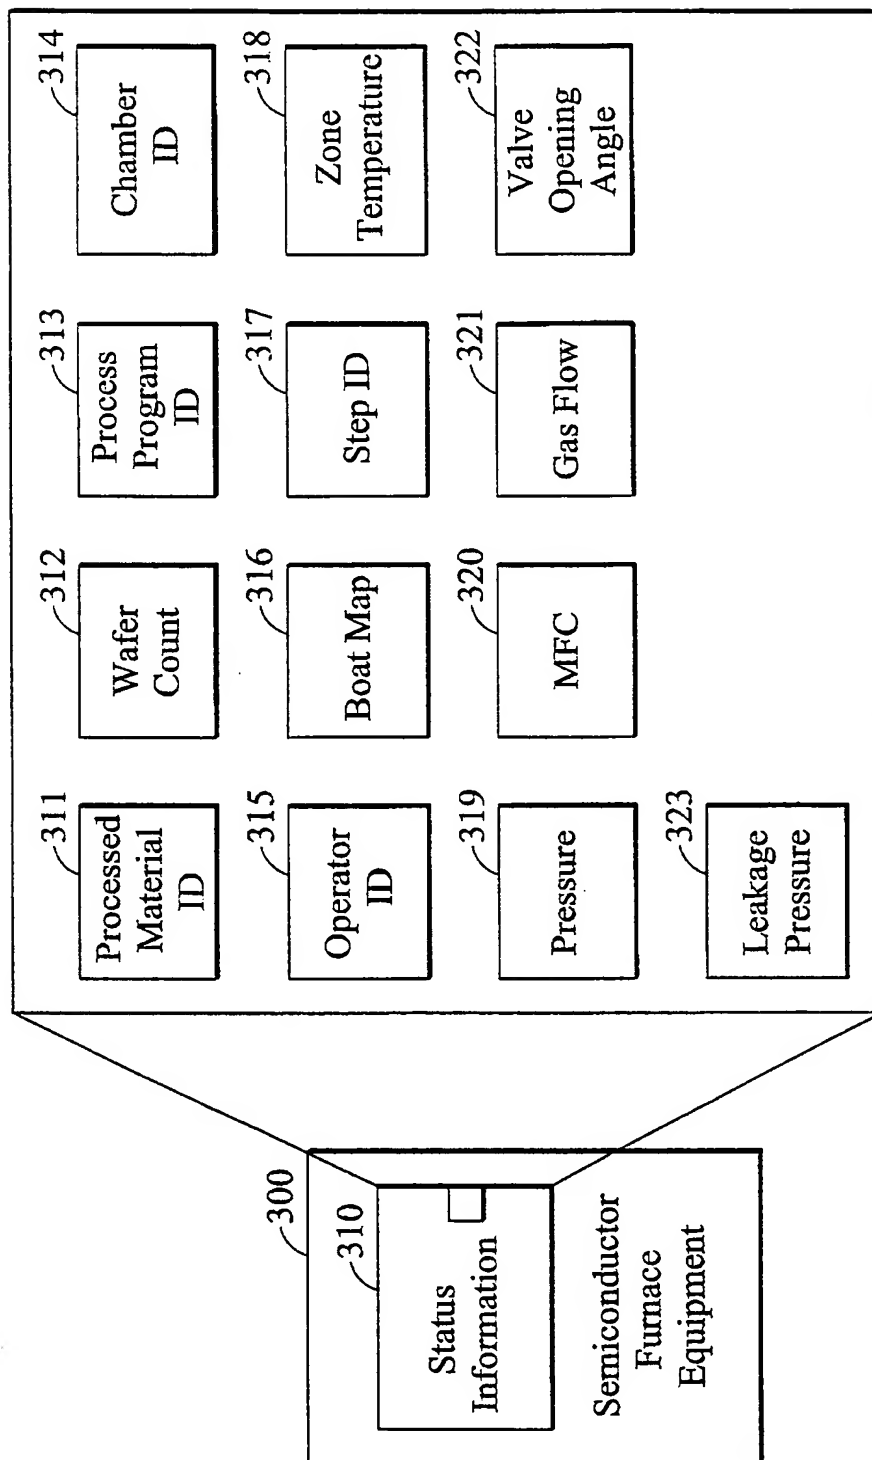 300
310
Status
Information
Semiconductor
Furnace
Equipment
311
Processed
Material
ID
312
Wafer
Count
313
Process
Program
ID
314
Chamber
ID
315
Operator
ID
316
Boat Map
317
Step ID
318
Zone
Temperature
319
Pressure
320
MFC
321
Gas Flow
322
Valve
Opening
Angle
323
Leakage
Pressure